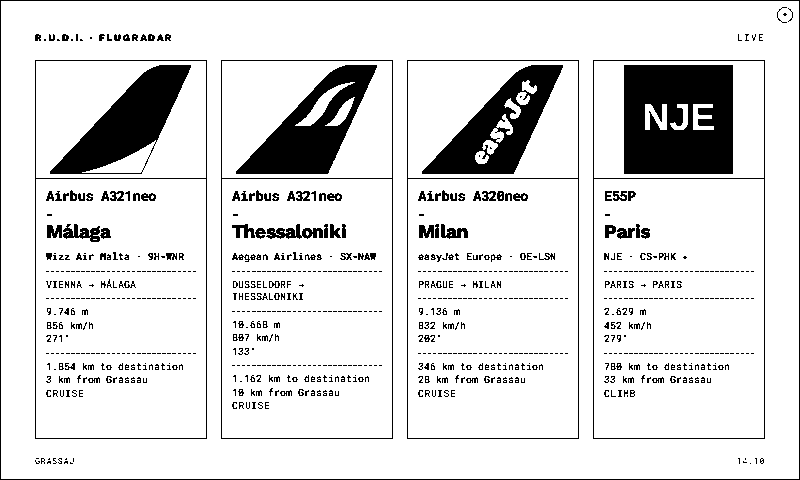 R.U.D.I. · FLUGRADAR
LIVE
Airbus A321neo
-
Málaga
Wizz Air Malta · 9H-WNR
VIENNA → MÁLAGA
9.746 m
856 km/h
271°
1.854 km to destination
3 km from Grassau
CRUISE
Airbus A321neo
-
Thessaloniki
Aegean Airlines · SX-NAW
DUSSELDORF →
THESSALONIKI
10.668 m
807 km/h
133°
1.162 km to destination
10 km from Grassau
CRUISE
easyJet
Airbus A320neo
-
Milan
easyJet Europe · OE-LSN
PRAGUE → MILAN
9.136 m
832 km/h
202°
346 km to destination
28 km from Grassau
CRUISE
NJE
E55P
-
Paris
NJE · CS-PHK ✦
PARIS → PARIS
2.629 m
452 km/h
279°
780 km to destination
33 km from Grassau
CLIMB
GRASSAU
14.10